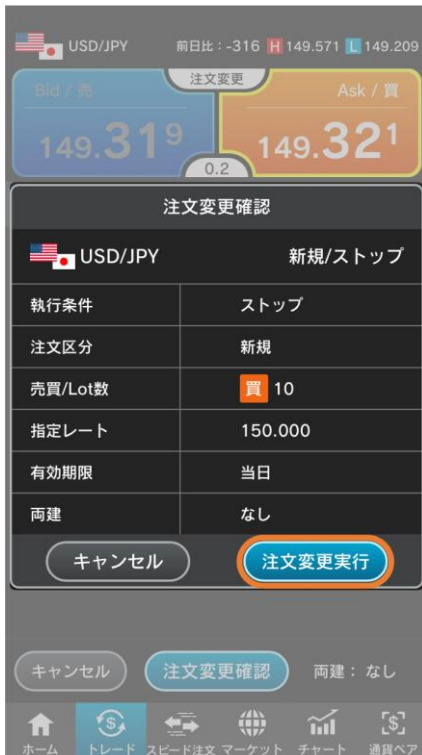 USD/JPY 前日比：-316 H 149.571 L 149.209
Bid / 売 注文変更 Ask / 買
149.319 0.2 149.321
注文変更確認
USD/JPY 新規/ストップ
執行条件 ストップ
注文区分 新規
売買/Lot数 買 10
指定レート 150.000
有効期限 当日
両建 なし
キャンセル 注文変更実行
キャンセル 注文変更確認 両建： なし
ホーム トレード スピード注文 マーケット チャート 通貨ペア